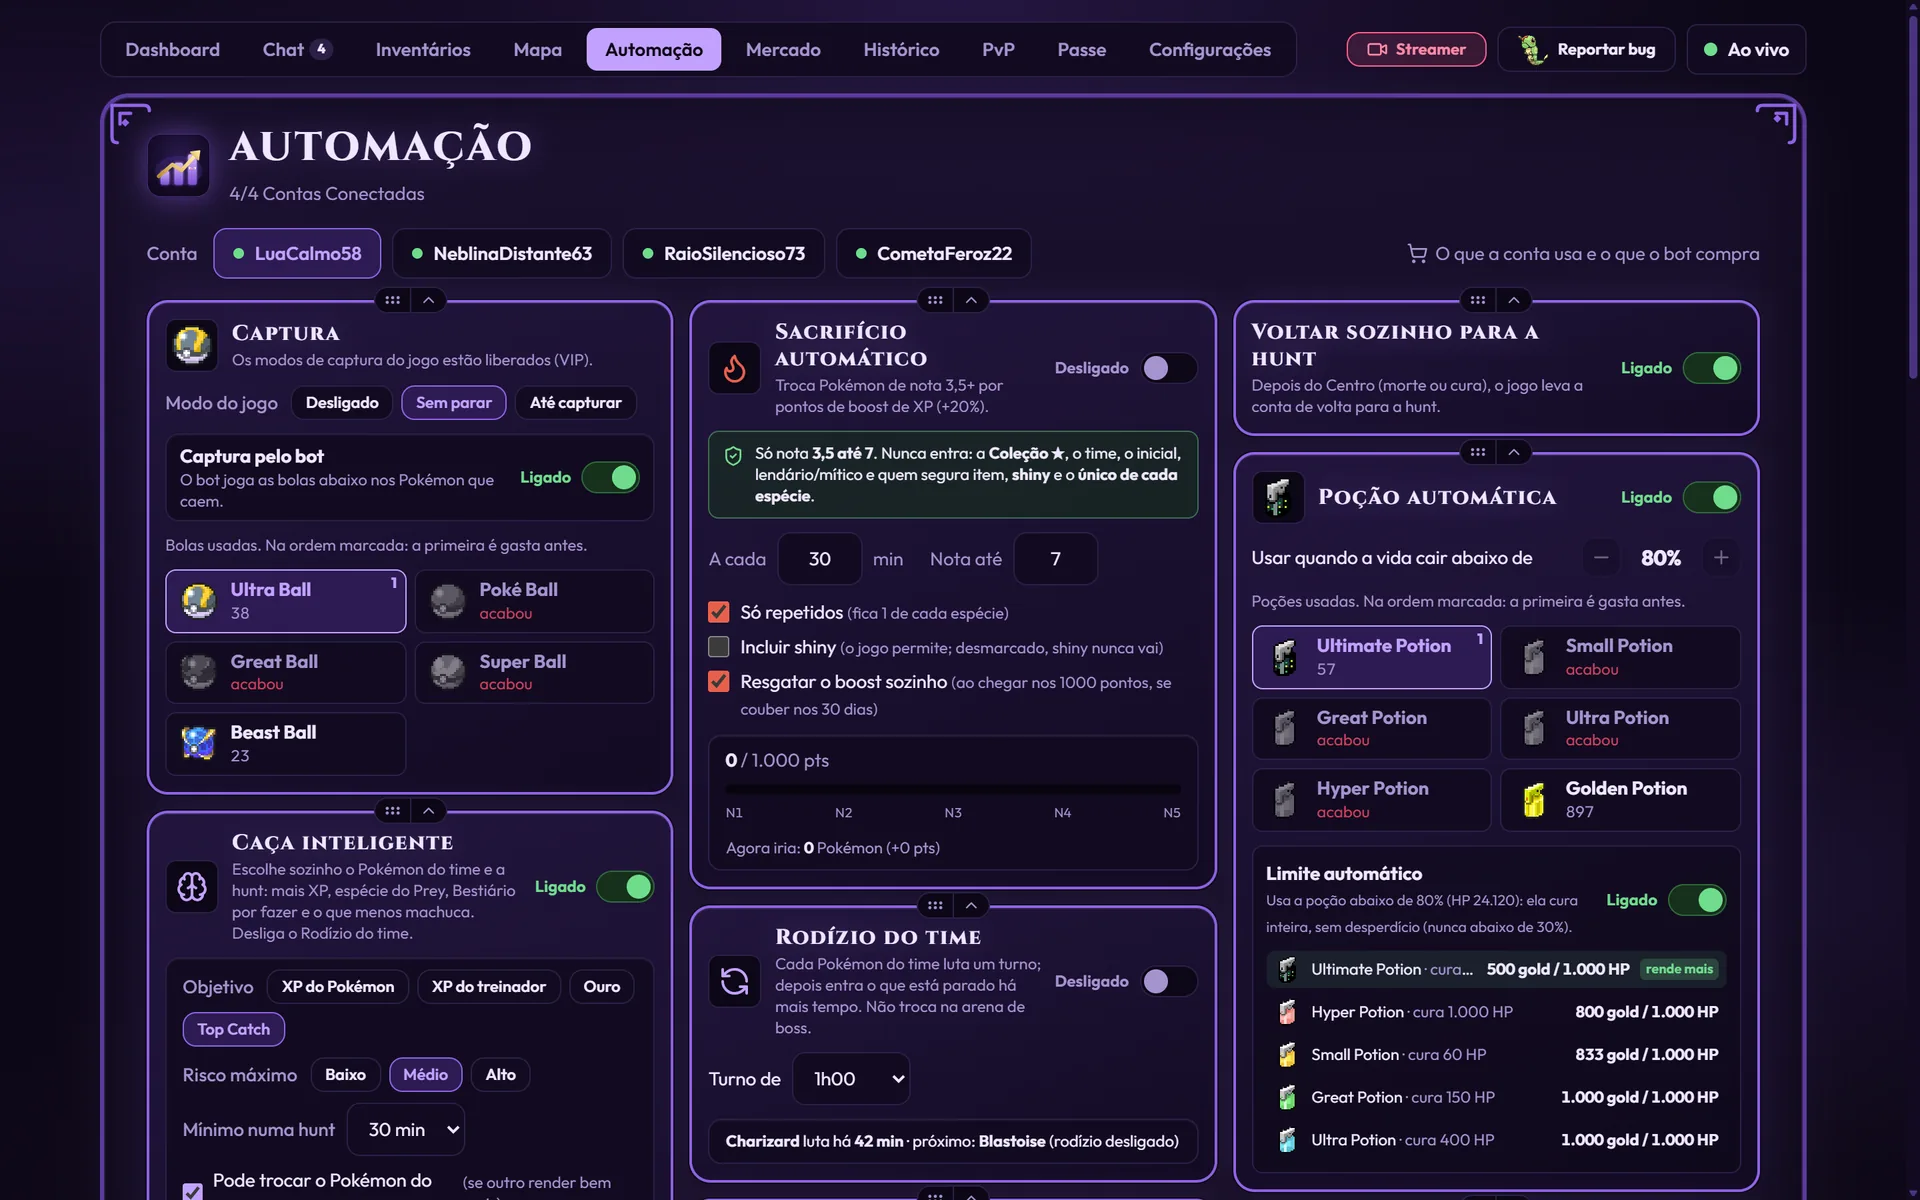 Dashboard
Chat 4
Inventários
Mapa
Automação
Mercado
Histórico
PvP
Passe
Configurações
Streamer
Reportar bug
Ao vivo
AUTOMAÇÃO
4/4 Contas Conectadas
Conta
LuaCalmo58
NeblinaDistante63
RaioSilencioso73
CometaFeroz22
O que a conta usa e o que o bot compra
Captura
Os modos de captura do jogo estão liberados (VIP).
Modo do jogo
Desligado
Sem parar
Até capturar
Captura pelo bot
O bot joga as bolas abaixo nos Pokémon que
caem.
Ligado
Bolas usadas. Na ordem marcada: a primeira é gasta antes.
Ultra Ball
1
38
Poké Ball
acabou
Great Ball
acabou
Super Ball
acabou
Beast Ball
23
Caça inteligente
Escolhe sozinho o Pokémon do time e a
hunt: mais XP, espécie do Prey, Bestiário
por fazer e o que menos machuca.
Desliga o Rodízio do time.
Ligado
Objetivo
XP do Pokémon
XP do treinador
Ouro
Top Catch
Risco máximo
Baixo
Médio
Alto
Mínimo numa hunt
30 min
Pode trocar o Pokémon do
(se outro render bem
Sacrifício
automático
Troca Pokémon de nota 3,5+ por
pontos de boost de XP (+20%).
Desligado
Só nota 3,5 até 7. Nunca entra: a Coleção ★, o time, o inicial,
lendário/mítico e quem segura item, shiny e o único de cada
espécie.
A cada
30
min
Nota até
7
Só repetidos (fica 1 de cada espécie)
Incluir shiny (o jogo permite; desmarcado, shiny nunca vai)
Resgatar o boost sozinho (ao chegar nos 1000 pontos, se
couber nos 30 dias)
0 / 1.000 pts
N1
N2
N3
N4
N5
Agora iria: 0 Pokémon (+0 pts)
Rodízio do time
Cada Pokémon do time luta um turno;
depois entra o que está parado há
mais tempo. Não troca na arena de
boss.
Desligado
Turno de
1h00
Charizard luta há 42 min · próximo: Blastoise (rodízio desligado)
Voltar sozinho para a
hunt
Depois do Centro (morte ou cura), o jogo leva a
conta de volta para a hunt.
Ligado
Poção automática
Ligado
Usar quando a vida cair abaixo de
−
80%
+
Poções usadas. Na ordem marcada: a primeira é gasta antes.
Ultimate Potion
1
57
Small Potion
acabou
Great Potion
acabou
Ultra Potion
acabou
Hyper Potion
acabou
Golden Potion
897
Limite automático
Usa a poção abaixo de 80% (HP 24.120): ela cura
inteira, sem desperdício (nunca abaixo de 30%).
Ligado
Ultimate Potion · cura... 500 gold / 1.000 HP rende mais
Hyper Potion · cura 1.000 HP 800 gold / 1.000 HP
Small Potion · cura 60 HP 833 gold / 1.000 HP
Great Potion · cura 150 HP 1.000 gold / 1.000 HP
Ultra Potion · cura 400 HP 1.000 gold / 1.000 HP